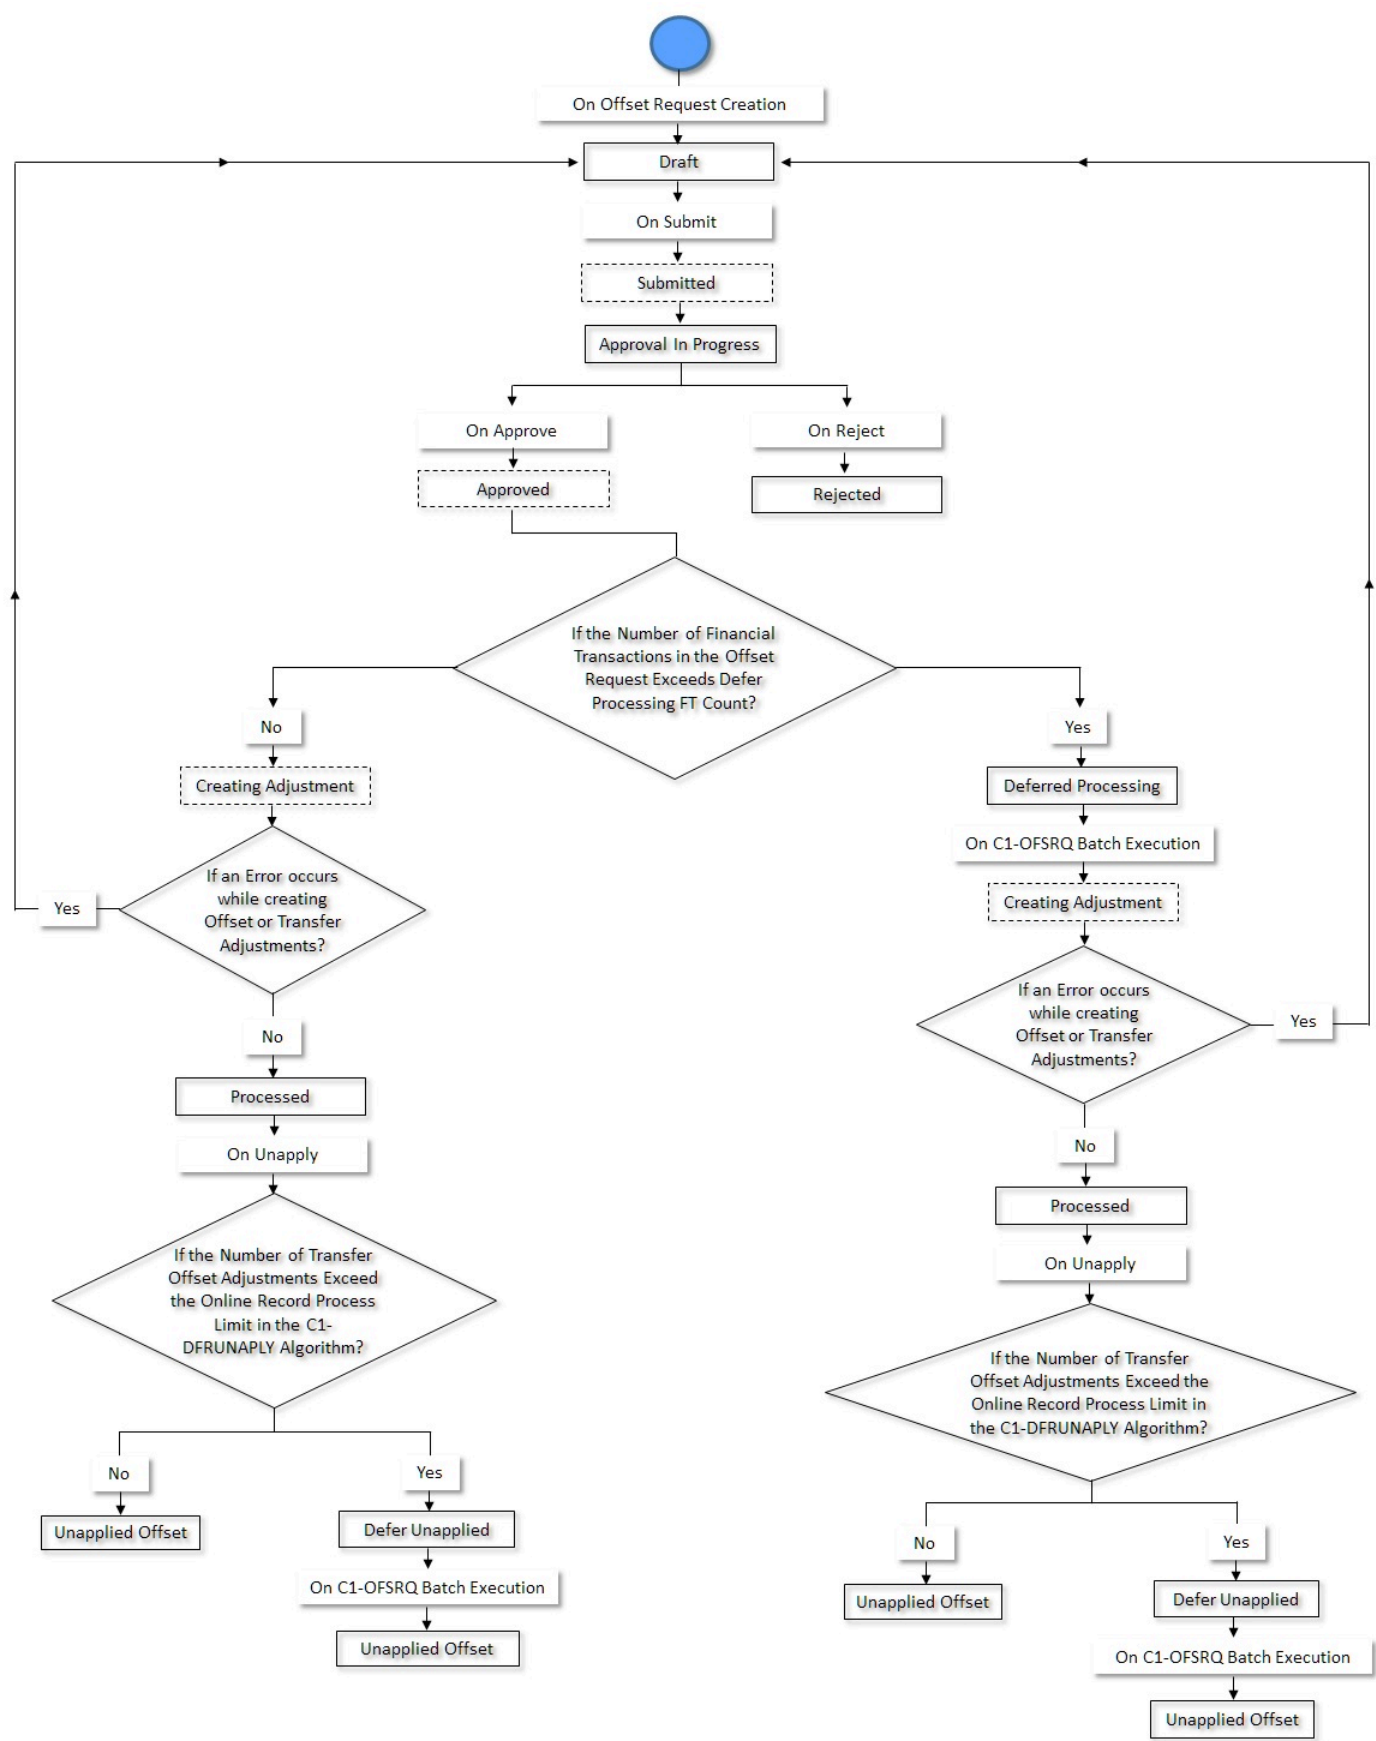 On Offset Request Creation
Draft
On Submit
Submitted
Approval In Progress
On Approve
On Reject
Approved
Rejected
If the Number of Financial
Transactions in the Offset
Request Exceeds Defer
Processing FT Count?
No
Yes
Creating Adjustment
Deferred Processing
On C1-OFSRQ Batch Execution
If an Error occurs
while creating
Offset or Transfer
Adjustments?
Yes
Creating Adjustment
If an Error occurs
while creating
Offset or Transfer
Adjustments?
Yes
No
Processed
On Unapply
No
Processed
On Unapply
If the Number of Transfer
Offset Adjustments Exceed
the Online Record Process
Limit in the C1-
DFRUNAPLY Algorithm?
If the Number of Transfer
Offset Adjustments Exceed the
Online Record Process Limit in
the C1-DFRUNAPLY Algorithm?
No
Yes
Unapplied Offset
Defer Unapplied
On C1-OFSRQ Batch Execution
Unapplied Offset
No
Yes
Unapplied Offset
Defer Unapplied
On C1-OFSRQ Batch Execution
Unapplied Offset